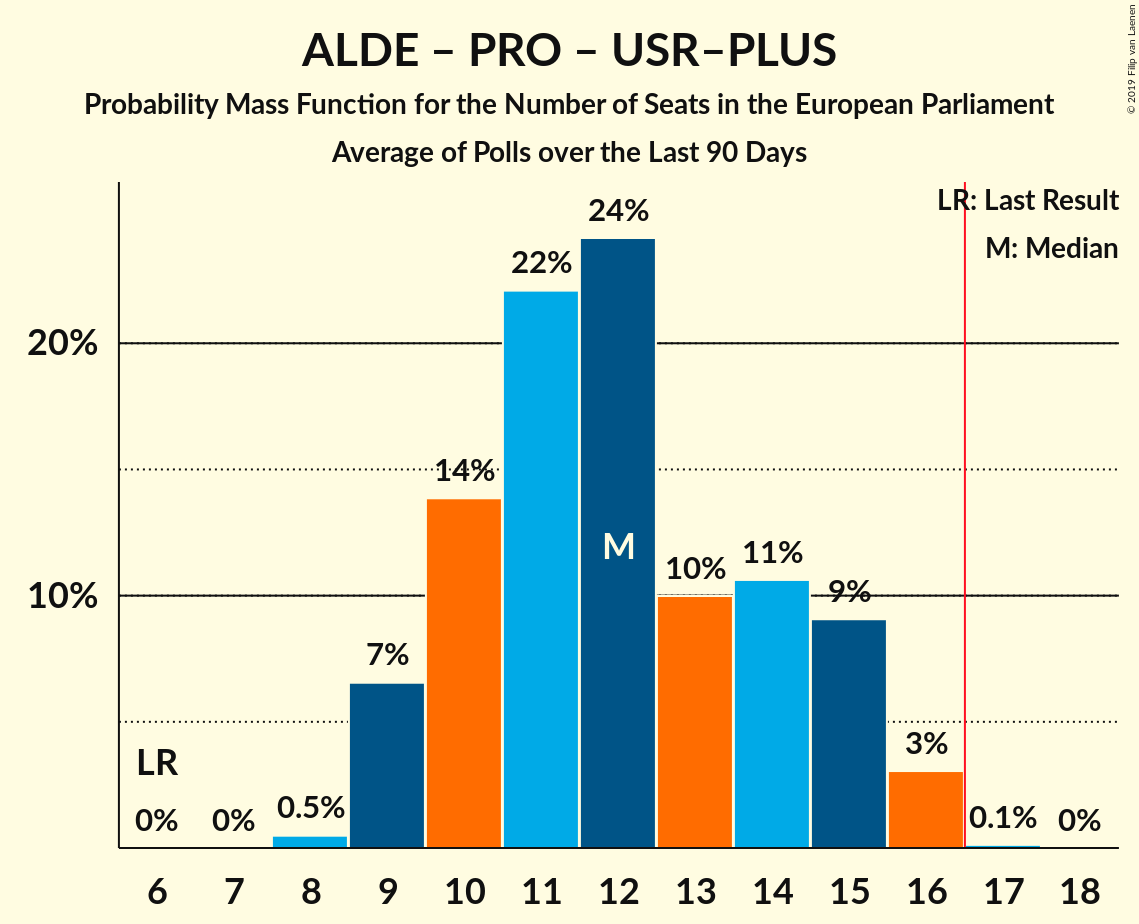 ALDE – PRO – USR–PLUS
Probability Mass Function for the Number of Seats in the European Parliament
Average of Polls over the Last 90 Days
© 2019 Filip van Laenen
LR: Last Result
M: Median
24%
22%
20%
14%
M
11%
10%
10%
9%
7%
3%
LR
0%
0%
0.5%
0.1%
0%
6 7 8 9 10 11 12 13 14 15 16 17 18